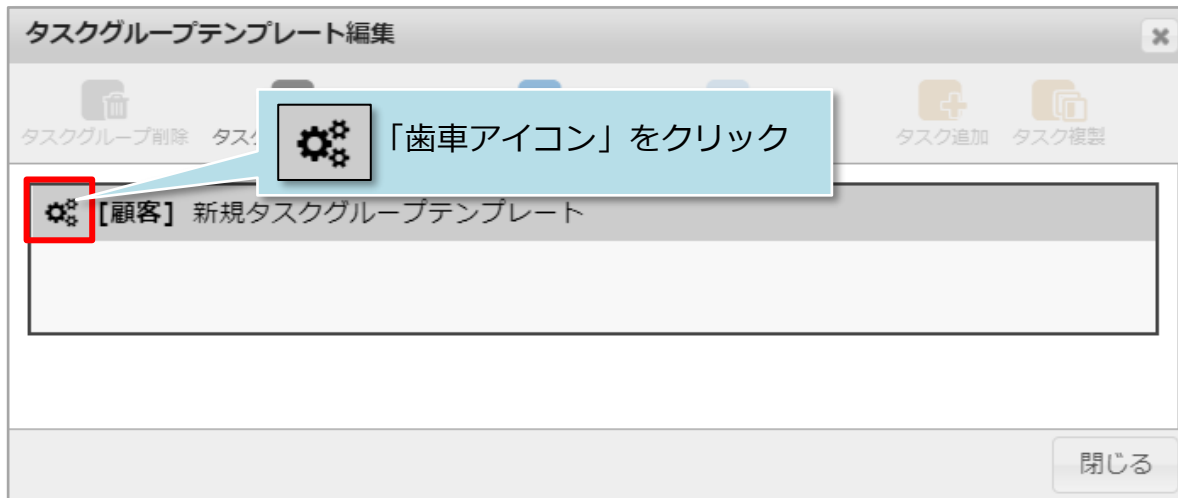 タスクグループテンプレート編集
タスクグループ削除
タスク追加 タスク複製
「歯車アイコン」をクリック
[顧客] 新規タスクグループテンプレート
閉じる